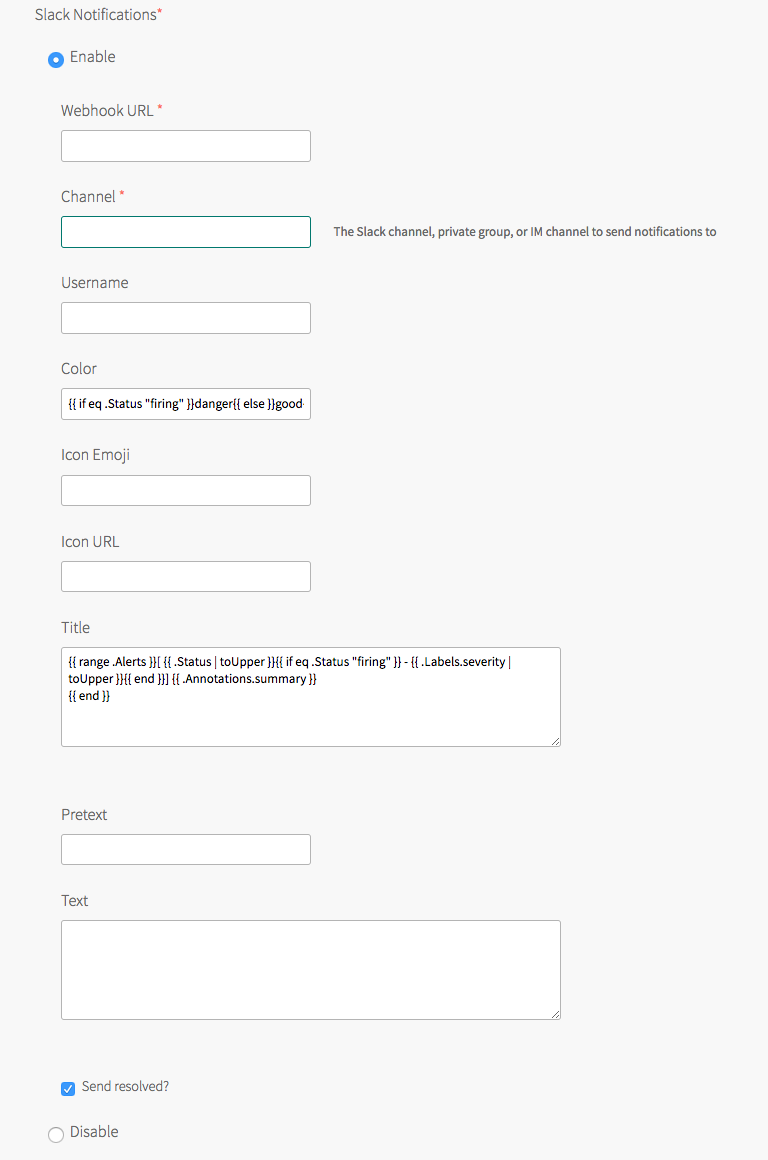 Slack Notifications*
Enable
Webhook URL *
Channel *
The Slack channel, private group, or IM channel to send notifications to
Username
Color
{{ if eq .Status "firing" }}danger{{ else }}good
Icon Emoji
Icon URL
Title
{{ range .Alerts }}[ {{ .Status | toUpper }}{{ if eq .Status "firing" }} - {{ .Labels.severity |
toUpper }}{{ end }}] {{ .Annotations.summary }}
{{ end }}
Pretext
Text
Send resolved?
Disable